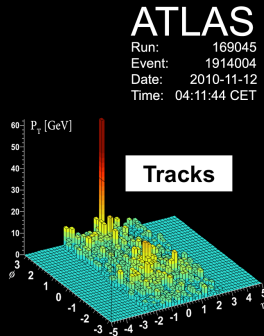 ATLAS
Run: 169045
Event: 1914004
Date: 2010-11-12
Time: 04:11:44 CET
P_T [GeV]
Tracks
60
50
40
30
20
10
0
φ 3 2 1 0 -1 -2 -3
-5 -4 -3 -2 -1 0 1 2 3 4 5